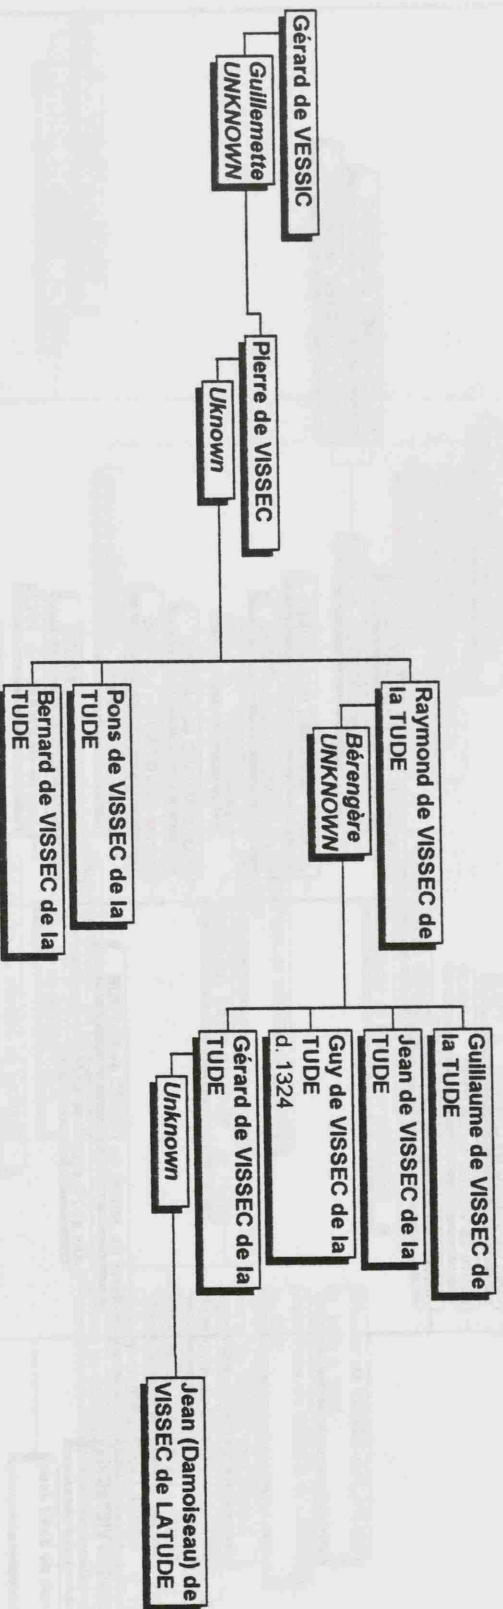 Gérard de VESSIC
Guillemette
UNKNOWN
Pierre de VISSEC
Uknown
Raymond de VISSEC de
la TUDE
Bérengère
UNKNOWN
Pons de VISSEC de la
TUDE
Bernard de VISSEC de la
TUDE
Guillaume de VISSEC de
la TUDE
Jean de VISSEC de la
TUDE
Guy de VISSEC de la
TUDE
d. 1324
Gérard de VISSEC de la
TUDE
Unknown
Jean (Damoiseau) de
VISSEC de LATUDE